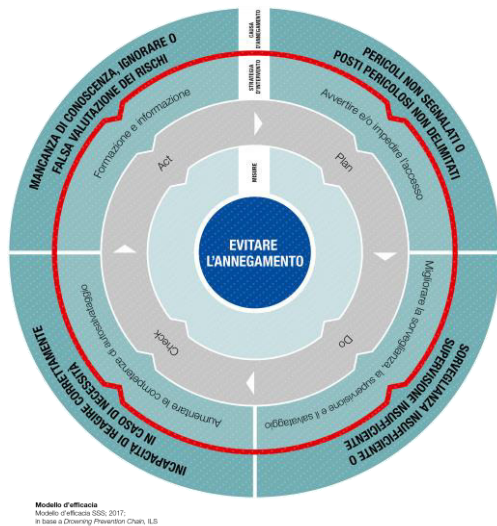 CAUSA
D'ANNEGAMENTO
STRATEGIA
D'INTERVENTO
MISURE
MANCANZA DI CONOSCENZA, IGNORARE O
FALSA VALUTAZIONE DEI RISCHI
Formazione e informazione
PERICOLI NON SEGNALATI O
POSTI PERICOLOSI NON DELIMITATI
Avvertire e/o impedire l'accesso
Act
Plan
EVITARE
L'ANNEGAMENTO
Check
Do
Aumentare le competenze di autosalvataggio
INCAPACITÀ DI REAGIRE CORRETTAMENTE
IN CASO DI NECESSITÀ
Migliorare la sorveglianza, la supervisione e il salvataggio
SORVEGLIANZA INSUFFICIENTE O
SUPERVISIONE INSUFFICIENTE
Modello d'efficacia
Modello d'efficacia SSS; 2017;
in base a Drowning Prevention Chain, ILS